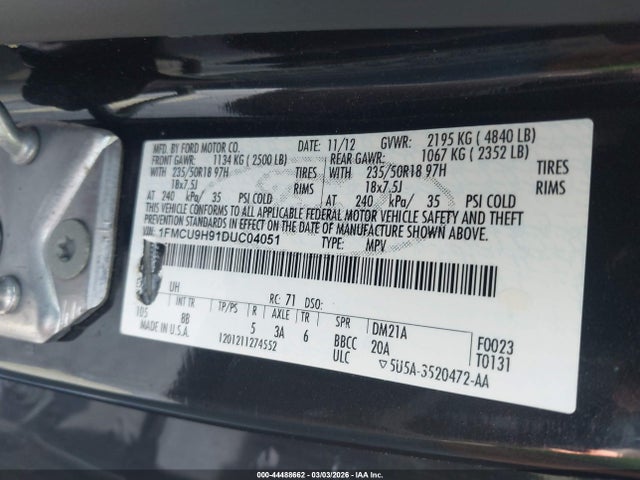 MFD. BY FORD MOTOR CO. 11/12 GVWR: 2195 KG ( 4840 LB)
FRONT GAWR: 1134 KG ( 2500 LB) REAR GAWR: 1067 KG ( 2352 LB)
WITH 235/50R18 97H TIRES WITH 235/50R18 97H TIRES
18x7.5J RIMS 18x7.5J RIMS
AT 240 kPa/ 35 PSI COLD AT 240 kPa/ 35 PSI COLD
THIS VEHICLE CONFORMS TO ALL APPLICABLE FEDERAL MOTOR VEHICLE SAFETY AND THEFT
PREVENTION STANDARDS IN EFFECT ON THE DATE OF MANUFACTURE SHOWN ABOVE.
VIN: 1FMCU9H91DUC04051 TYPE: MPV
UH RC: 71 DSO:
INT TR TP/PS R AXLE TR SPR DM21A F0023
105 BB 5 3A 6 BBCC 20A T0131
MADE IN U.S.A. 1201211274552 ULC ▽5U5A-3520472-AA
000-44488662 | 03/03/2026 | IAA Inc.